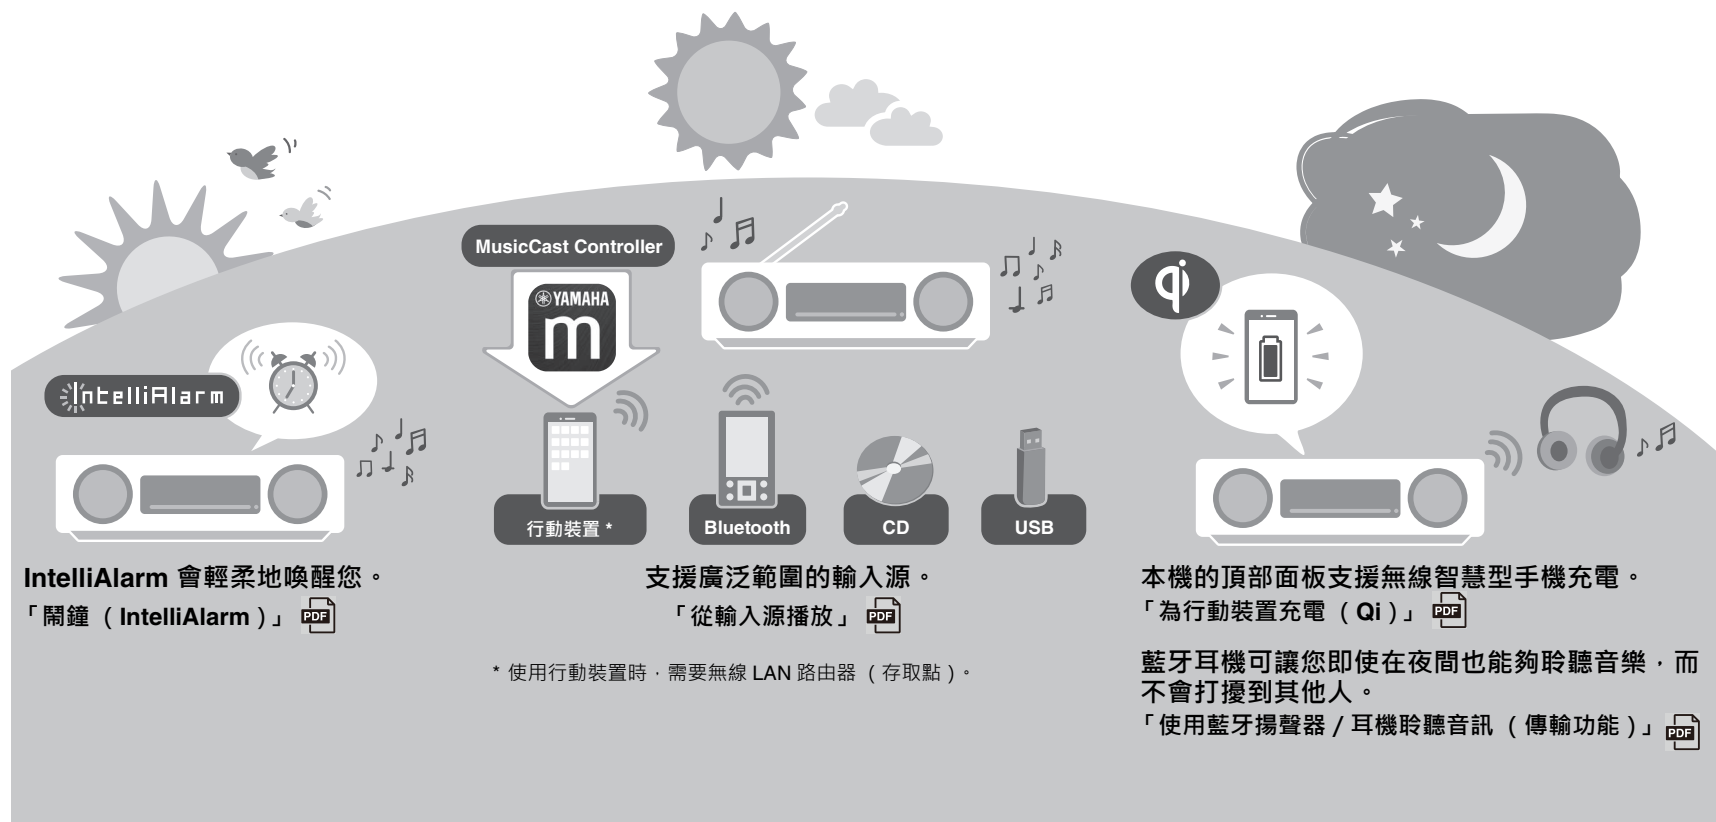 IntelliAlarm
IntelliAlarm 會輕柔地喚醒您。
「鬧鐘 （IntelliAlarm）」 PDF
MusicCast Controller
YAMAHA
m
行動裝置 *
Bluetooth
CD
USB
支援廣泛範圍的輸入源。
「從輸入源播放」 PDF
* 使用行動裝置時，需要無線 LAN 路由器 （存取點）。
qi
本機的頂部面板支援無線智慧型手機充電。
「為行動裝置充電 （Qi）」 PDF
藍牙耳機可讓您即使在夜間也能夠聆聽音樂，而
不會打擾到其他人。
「使用藍牙揚聲器 / 耳機聆聽音訊 （傳輸功能）」 PDF